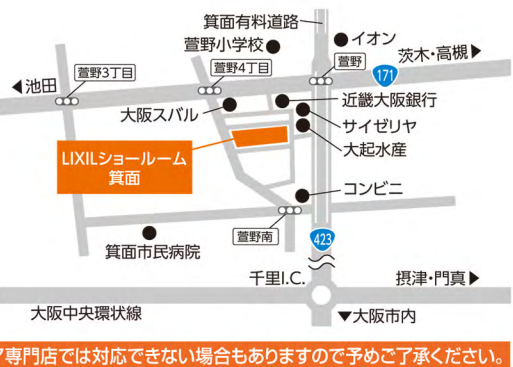 箕面有料道路
萱野小学校
イオン
茨木・高槻▶
◀池田
萱野3丁目
萱野4丁目
萱野
171
大阪スバル
近畿大阪銀行
サイゼリヤ
大起水産
LIXILショールーム
箕面
コンビニ
萱野南
箕面市民病院
423
千里I.C.
摂津・門真▶
大阪中央環状線
▼大阪市内
専門店では対応できない場合もありますので予めご了承ください。